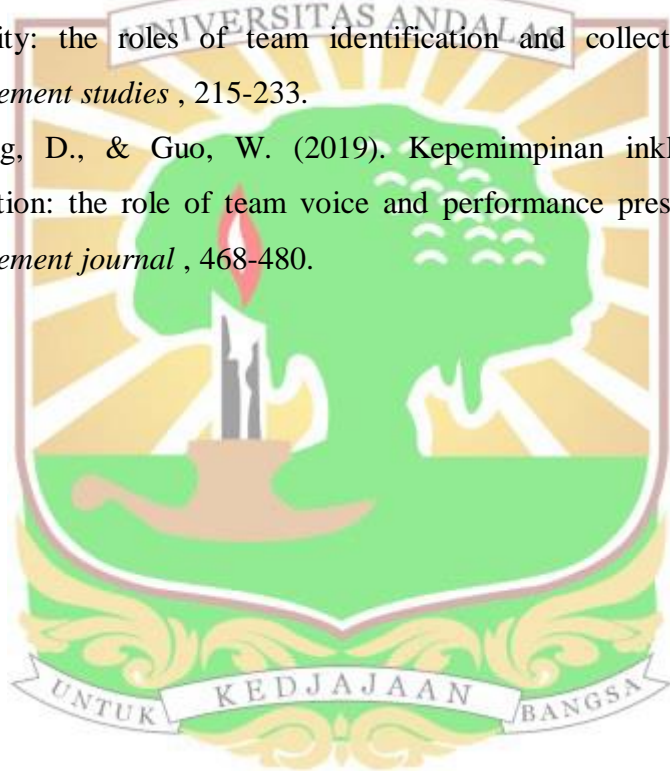 UNIVERSITAS ANDALAS
ity: the roles of team identification and collect
ement studies , 215-233.
g, D., & Guo, W. (2019). Kepemimpinan inkl
tion: the role of team voice and performance pres
ement journal , 468-480.
UNTUK KEDJAJAAN BANGSA